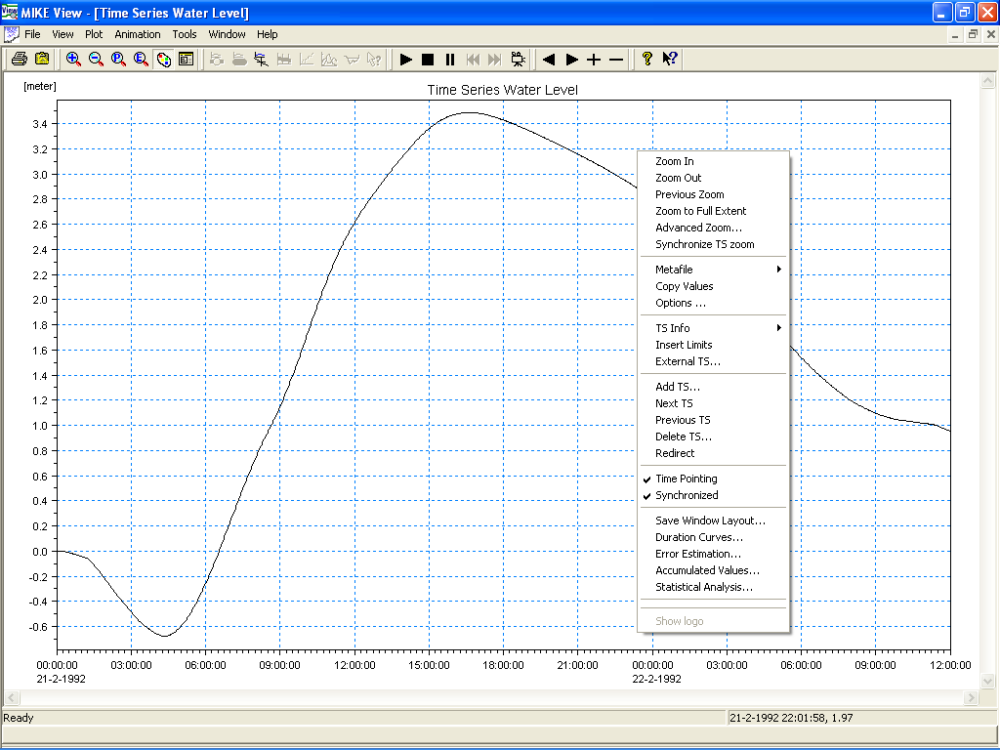 MIKE View - [Time Series Water Level]
File View Plot Animation Tools Window Help
[meter]
Time Series Water Level
3.4
3.2
3.0
2.8
2.6
2.4
2.2
2.0
1.8
1.6
1.4
1.2
1.0
0.8
0.6
0.4
0.2
0.0
-0.2
-0.4
-0.6
Zoom In
Zoom Out
Previous Zoom
Zoom to Full Extent
Advanced Zoom...
Synchronize TS zoom
Metafile
Copy Values
Options ...
TS Info
Insert Limits
External TS...
Add TS...
Next TS
Previous TS
Delete TS...
Redirect
Time Pointing
Synchronized
Save Window Layout...
Duration Curves...
Error Estimation...
Accumulated Values...
Statistical Analysis...
Show logo
00:00:00 03:00:00 06:00:00 09:00:00 12:00:00 15:00:00 18:00:00 21:00:00 00:00:00 03:00:00 06:00:00 09:00:00 12:00:00
21-2-1992 22-2-1992
Ready 21-2-1992 22:01:58, 1.97